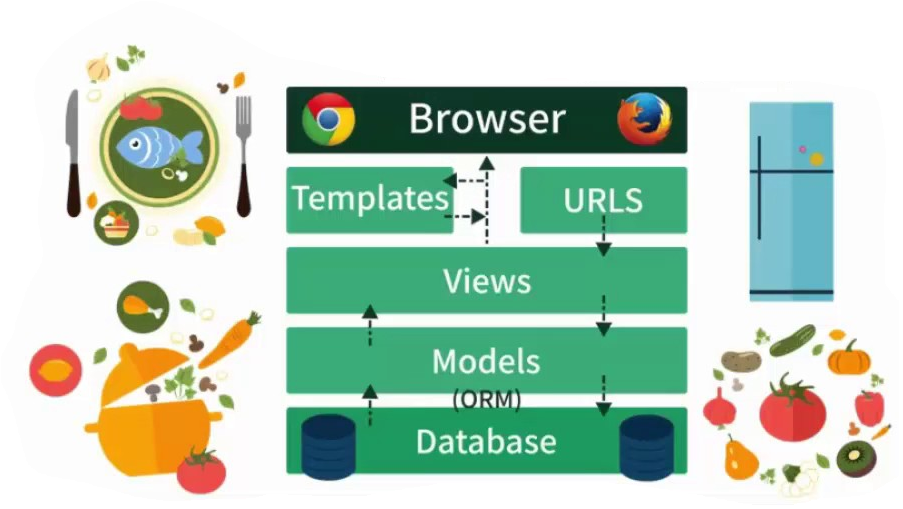 Browser
Templates
URLS
Views
Models
(ORM)
Database